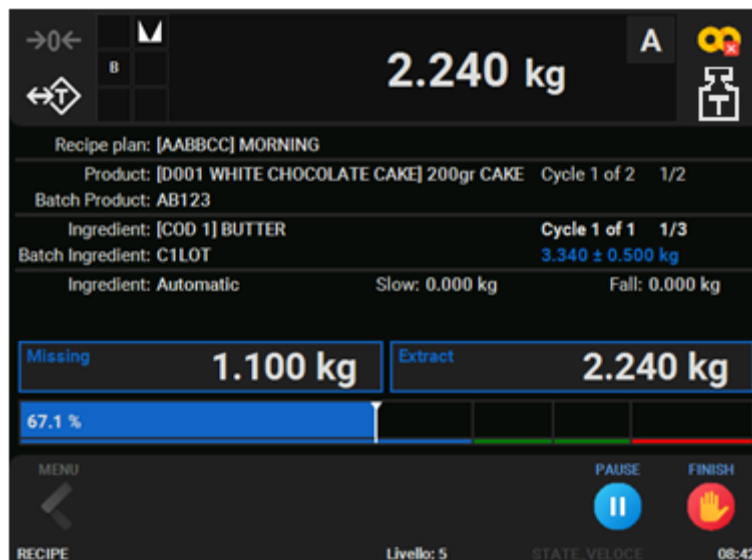 →0←
B
2.240 kg
A
T
T
Recipe plan: [AABBCC] MORNING
Product: [D001 WHITE CHOCOLATE CAKE] 200gr CAKE Cycle 1 of 2 1/2
Batch Product: AB123
Ingredient: [COD 1] BUTTER Cycle 1 of 1 1/3
Batch Ingredient: C1LOT 3.340 ± 0.500 kg
Ingredient: Automatic Slow: 0.000 kg Fall: 0.000 kg
Missing 1.100 kg Extract 2.240 kg
67.1 %
MENU PAUSE FINISH
RECIPE Livello: 5 STATE_VELOCE 08:42